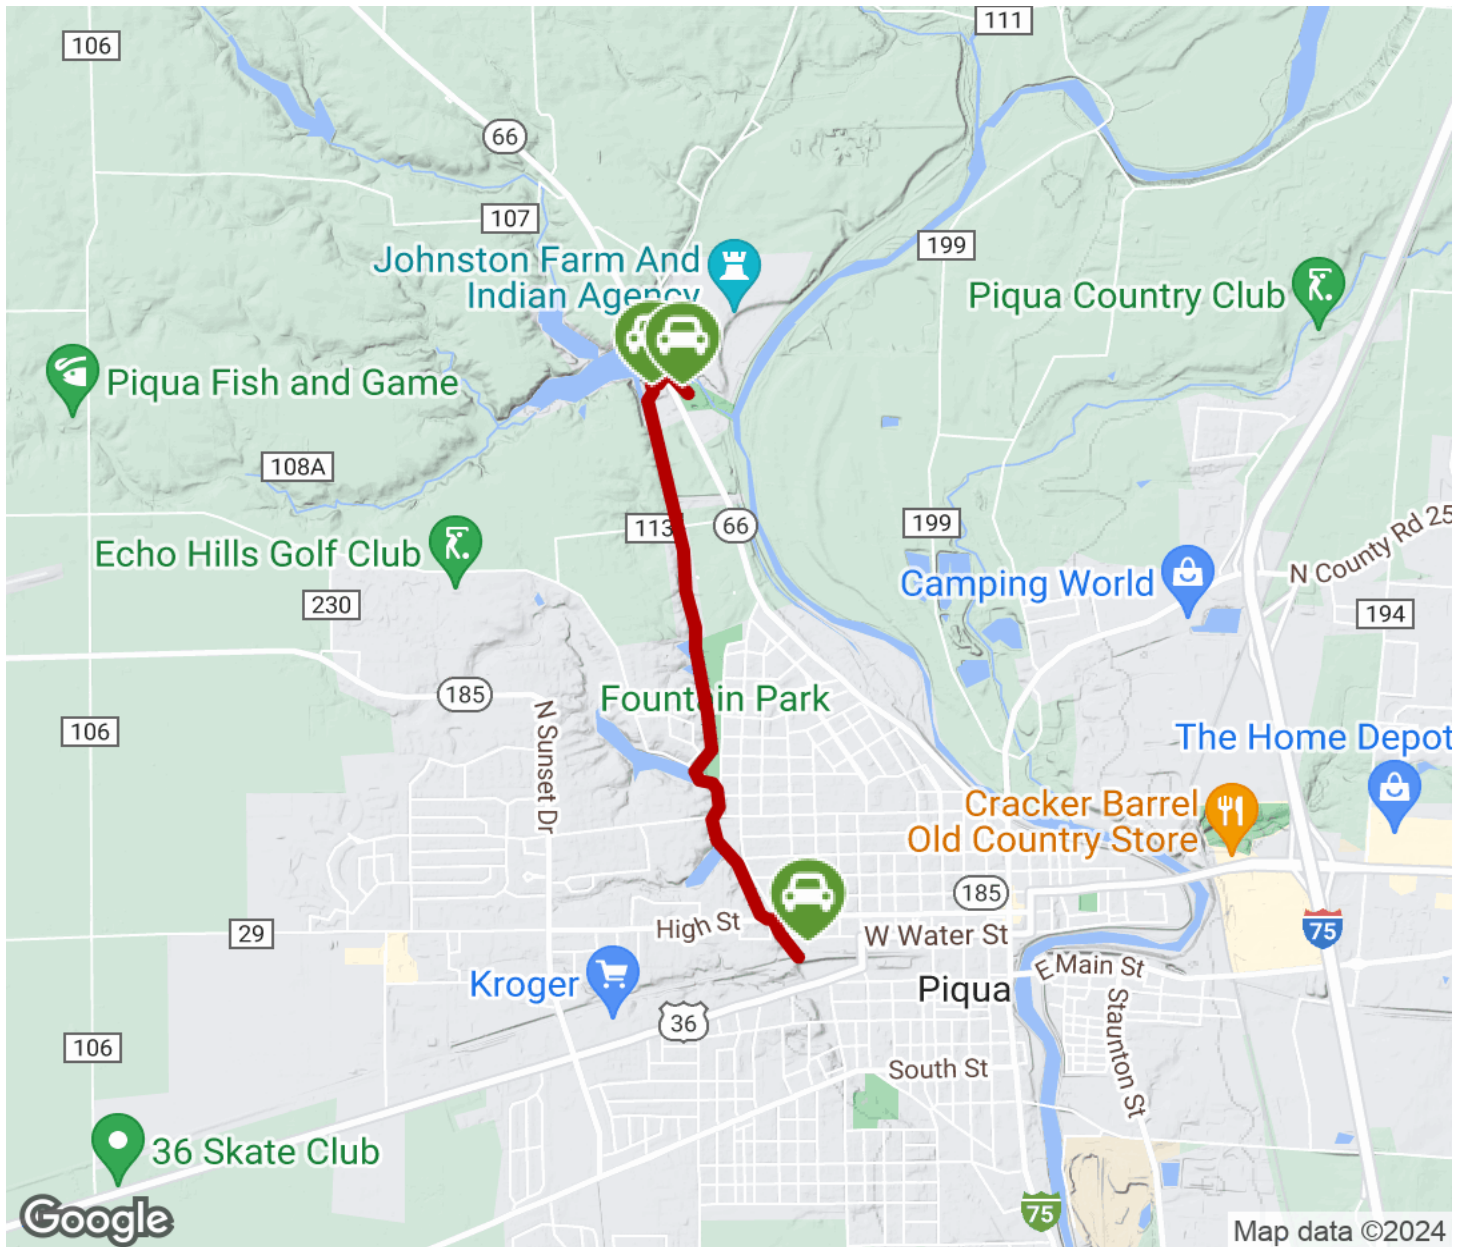 111
106
66
107
199
Johnston Farm And
Indian Agency
Piqua Country Club
Piqua Fish and Game
108A
113
66
199
Echo Hills Golf Club
N County Rd 25
Camping World
230
194
185
Fountain Park
N Sunset Dr
106
The Home Depot
Cracker Barrel
Old Country Store
185
High St
W Water St
29
75
E Main St
Kroger
Piqua
36
Staunton St
106
South St
36 Skate Club
75
Google
Map data ©2024